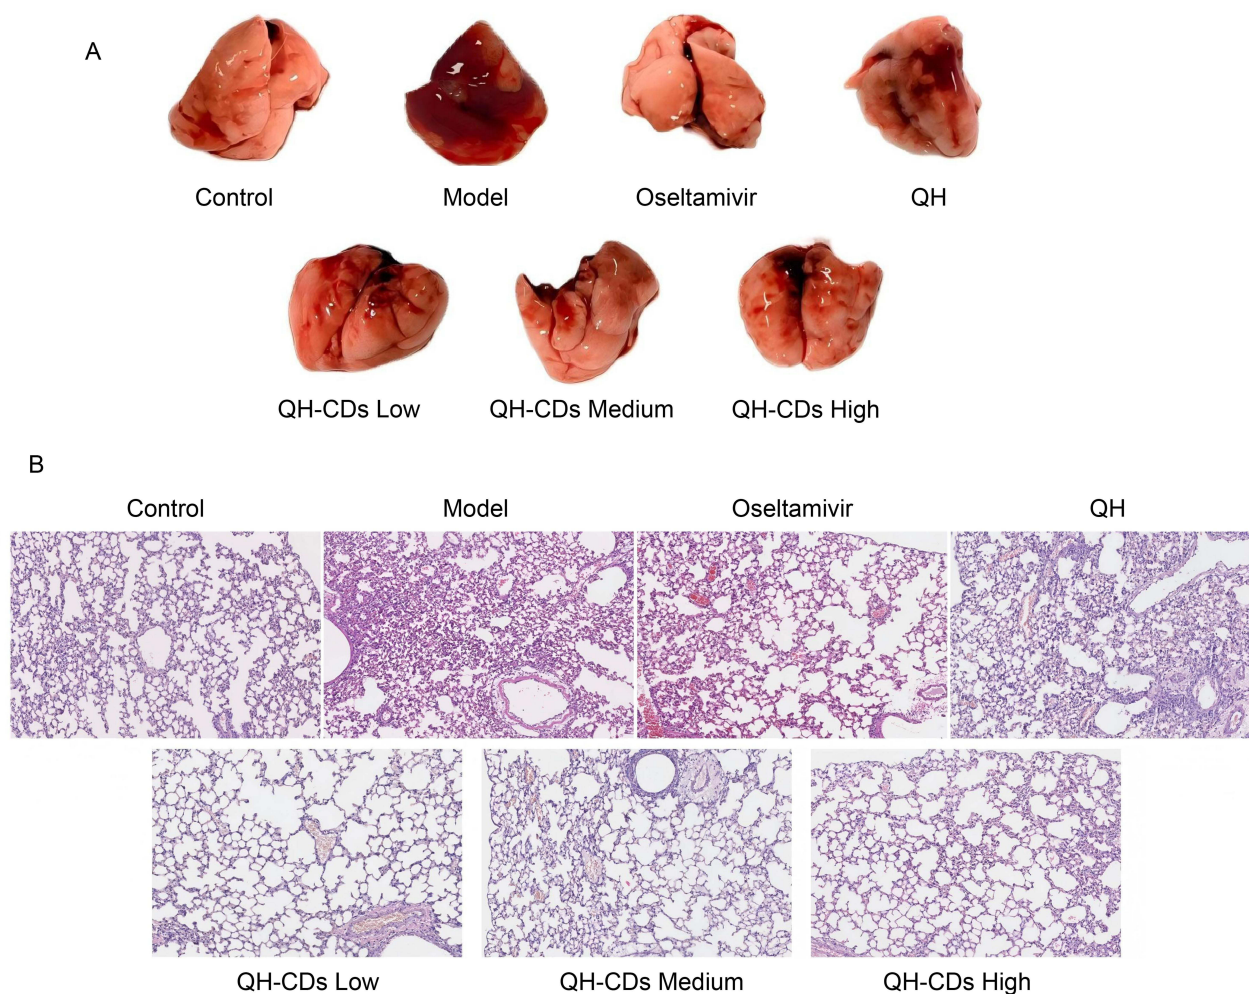 A
Control Model Oseltamivir QH
QH-CDs Low QH-CDs Medium QH-CDs High
B
Control Model Oseltamivir QH
QH-CDs Low QH-CDs Medium QH-CDs High